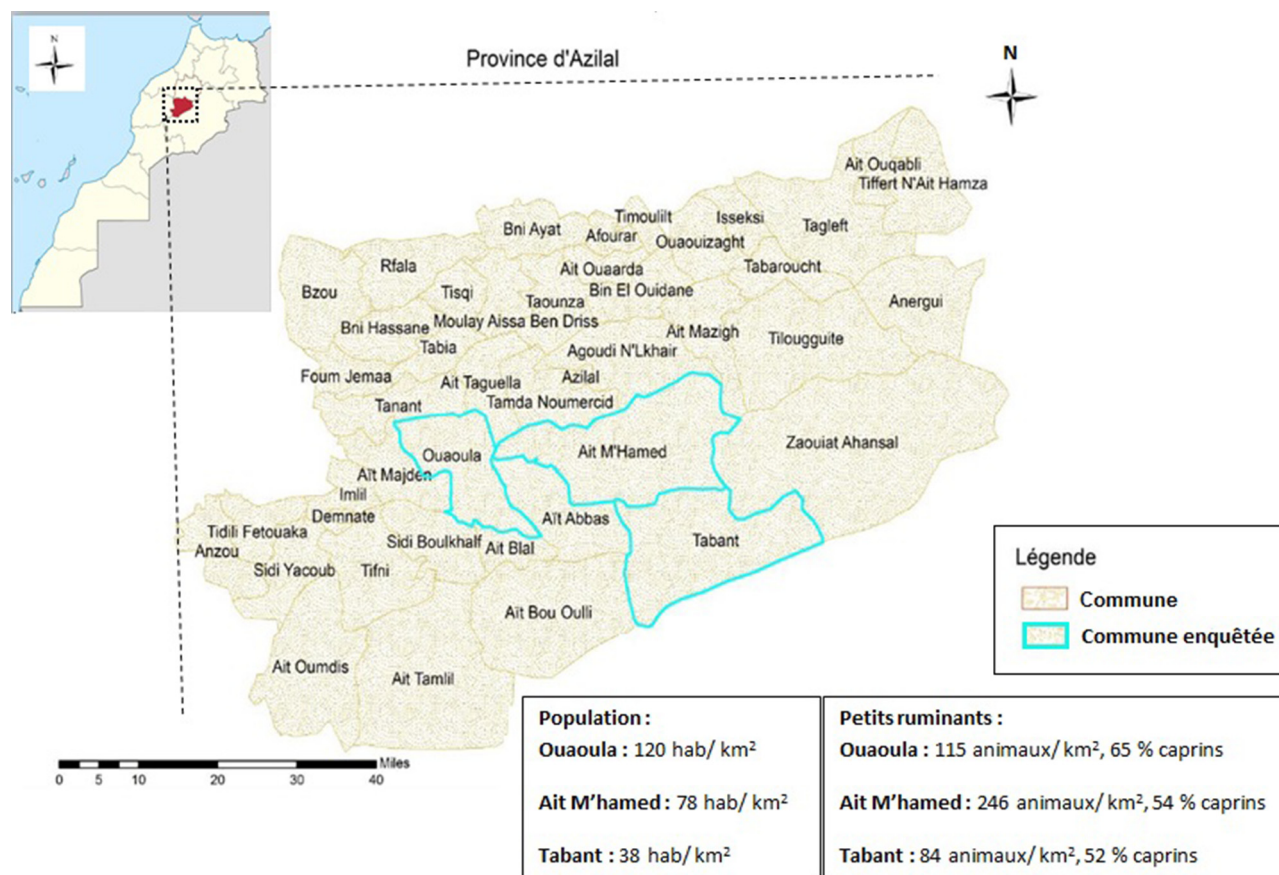 N
Province d'Azilal
N
Ait Ouqabli
Tiffert N'Ait Hamza
Timoulilt
Isseksi
Tagleft
Bni Ayat
Afourar
Ouaouizaght
Rfala
Ait Ouaarda
Tabaroucht
Bzou
Tisqi
Bin El Ouidane
Taounza
Anergui
Bni Hassane
Moulay Aissa Ben Driss
Ait Mazigh
Tilougguite
Tabia
Agoudi N'Lkhair
Foum Jemaa
Ait Taguella
Azilal
Tanant
Tamda Noumercid
Ouaoula
Ait M'Hamed
Zaouiat Ahansal
Aït Majden
Imlil
Demnate
Aït Abbas
Tidili Fetouaka
Anzou
Sidi Boulkhalf
Ait Blal
Tabant
Sidi Yacoub
Tifni
Aït Bou Oulli
Ait Oumdis
Ait Tamlil
Légende
Commune
Commune enquêtée
Miles
0 5 10 20 30 40
Population :
Ouaoula : 120 hab/ km²
Ait M’hamed : 78 hab/ km²
Tabant : 38 hab/ km²
Petits ruminants :
Ouaoula : 115 animaux/ km², 65 % caprins
Ait M’hamed : 246 animaux/ km², 54 % caprins
Tabant : 84 animaux/ km², 52 % caprins